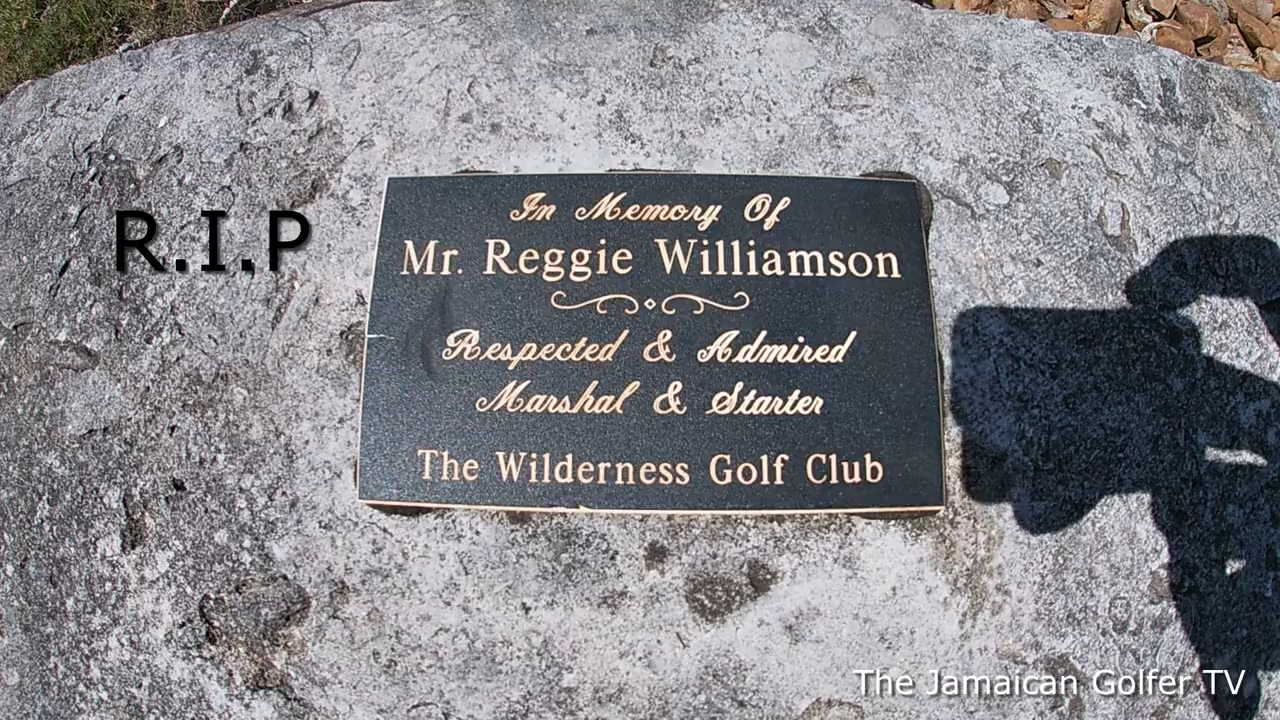 R.I.P
In Memory Of
Mr. Reggie Williamson
Respected & Admired
Marshal & Starter
The Wilderness Golf Club
The Jamaican Golfer TV